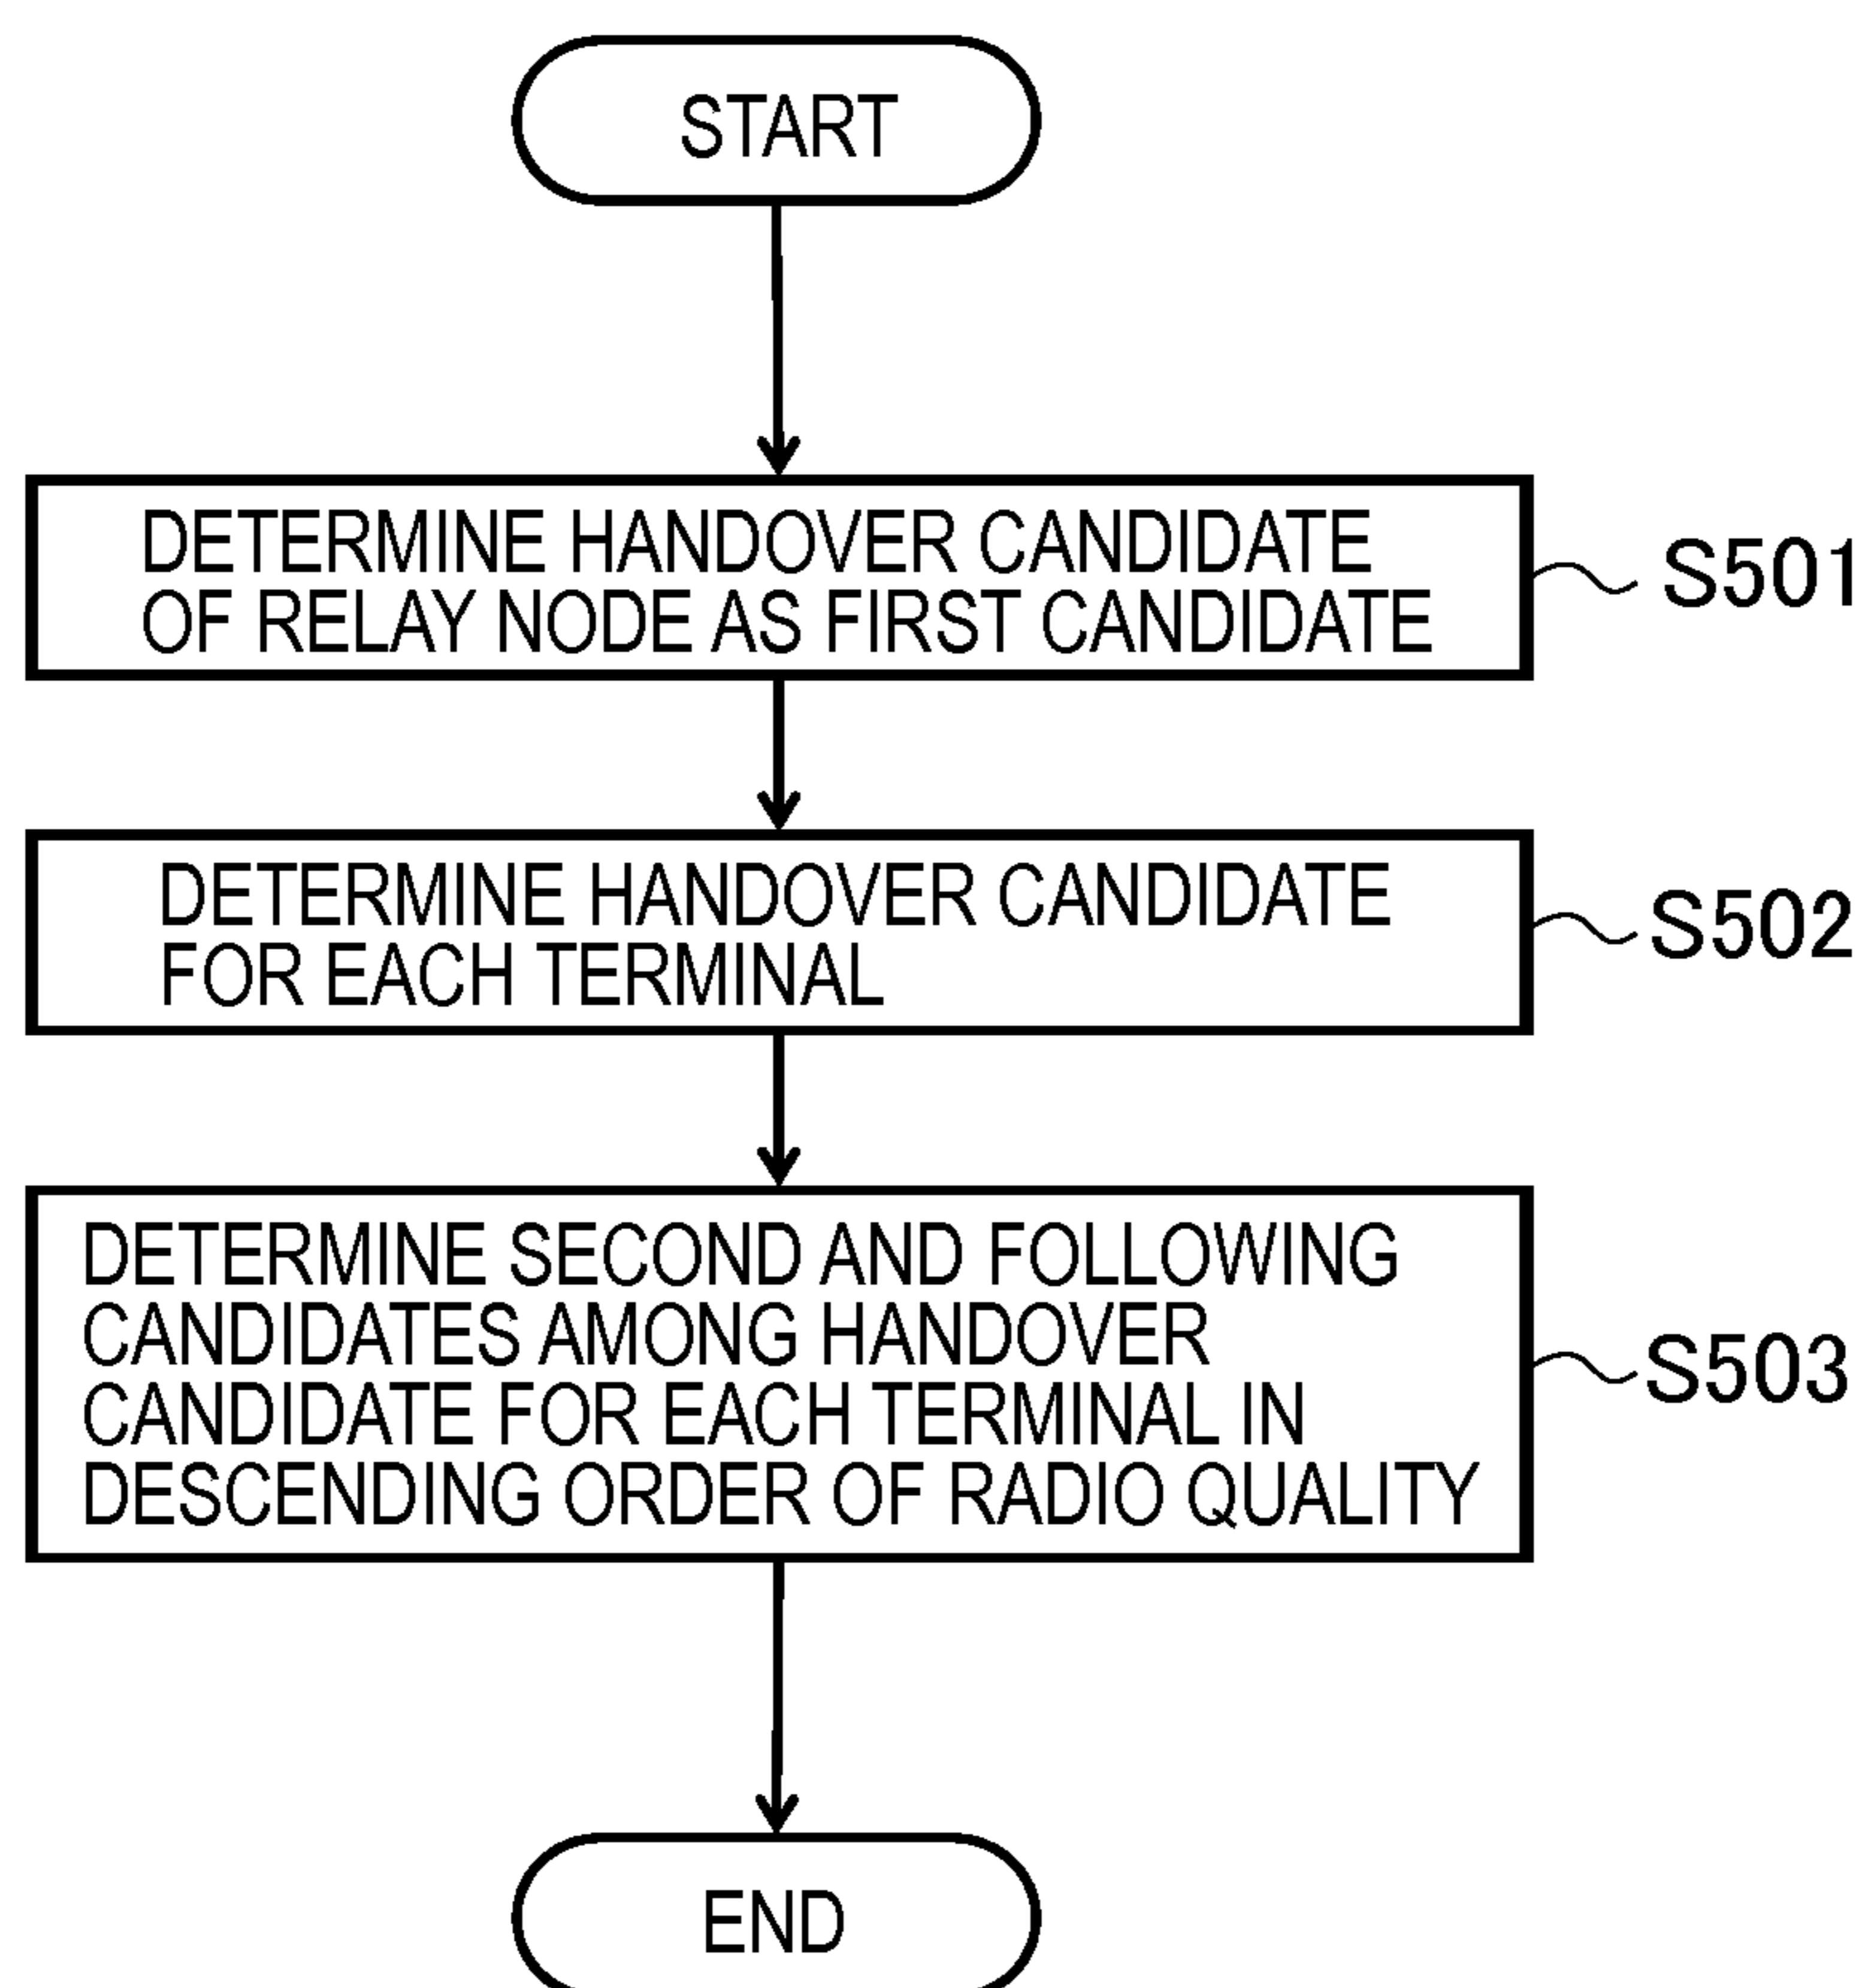 START
DETERMINE HANDOVER CANDIDATE
OF RELAY NODE AS FIRST CANDIDATE
S501
DETERMINE HANDOVER CANDIDATE
FOR EACH TERMINAL
S502
DETERMINE SECOND AND FOLLOWING
CANDIDATES AMONG HANDOVER
CANDIDATE FOR EACH TERMINAL IN
DESCENDING ORDER OF RADIO QUALITY
S503
END